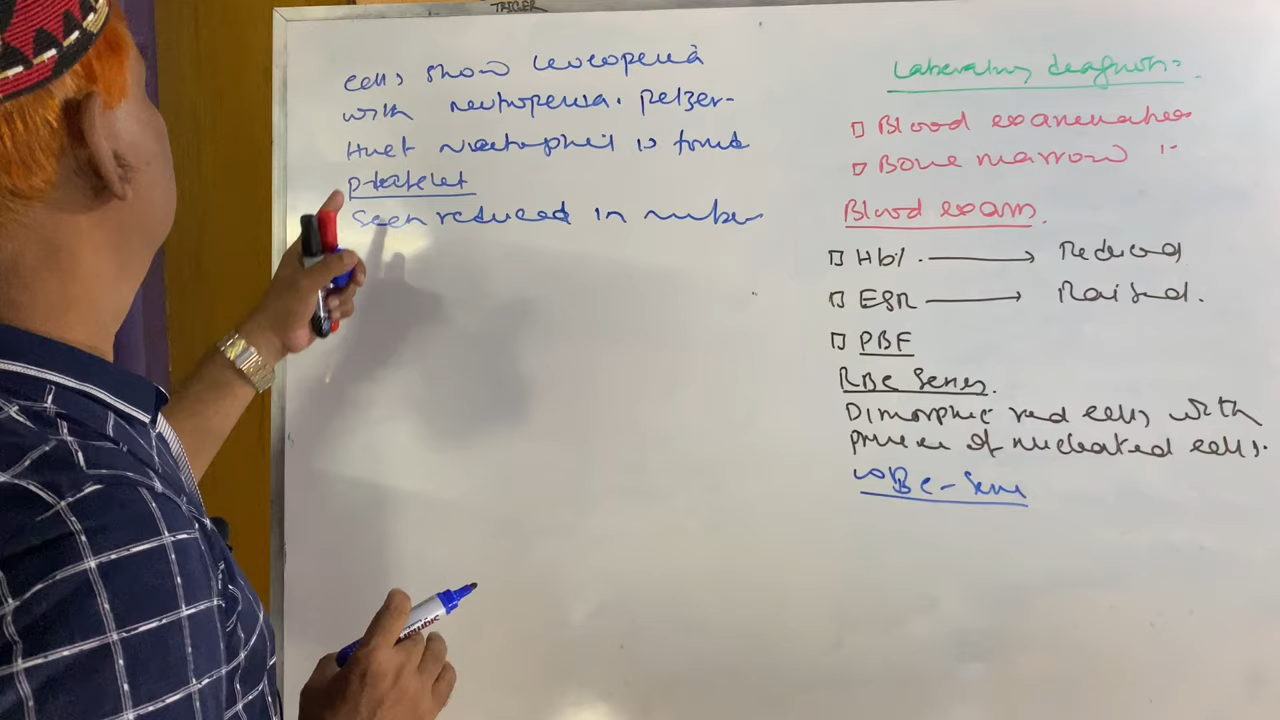 TRIGER
Laboratory diagnosis.
□ Blood examination
□ Bone marrow "
Blood exam.
□ Hb%. → Reduced
□ ESR → Raised.
□ PBF
RBC Series.
Dimorphic red cells with
presence of nucleated cells.
WBC - Series
cells show leucopenia
with neutropenia. pelzer-
Huet neutrophil is found
platelet
Seen reduced in number